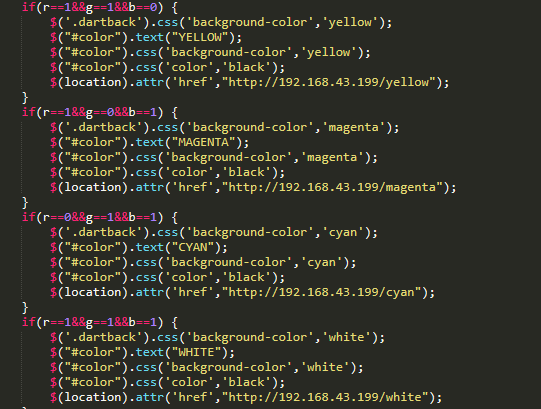 if(r==1&&g==1&&b==0) {
$('.dartback').css('background-color','yellow');
$("#color").text("YELLOW");
$("#color").css('background-color','yellow');
$("#color").css('color','black');
$(location).attr('href',"http://192.168.43.199/yellow");
}
if(r==1&&g==0&&b==1) {
$('.dartback').css('background-color','magenta');
$("#color").text("MAGENTA");
$("#color").css('background-color','magenta');
$("#color").css('color','black');
$(location).attr('href',"http://192.168.43.199/magenta");
}
if(r==0&&g==1&&b==1) {
$('.dartback').css('background-color','cyan');
$("#color").text("CYAN");
$("#color").css('background-color','cyan');
$("#color").css('color','black');
$(location).attr('href',"http://192.168.43.199/cyan");
}
if(r==1&&g==1&&b==1) {
$('.dartback').css('background-color','white');
$("#color").text("WHITE");
$("#color").css('background-color','white');
$("#color").css('color','black');
$(location).attr('href',"http://192.168.43.199/white");